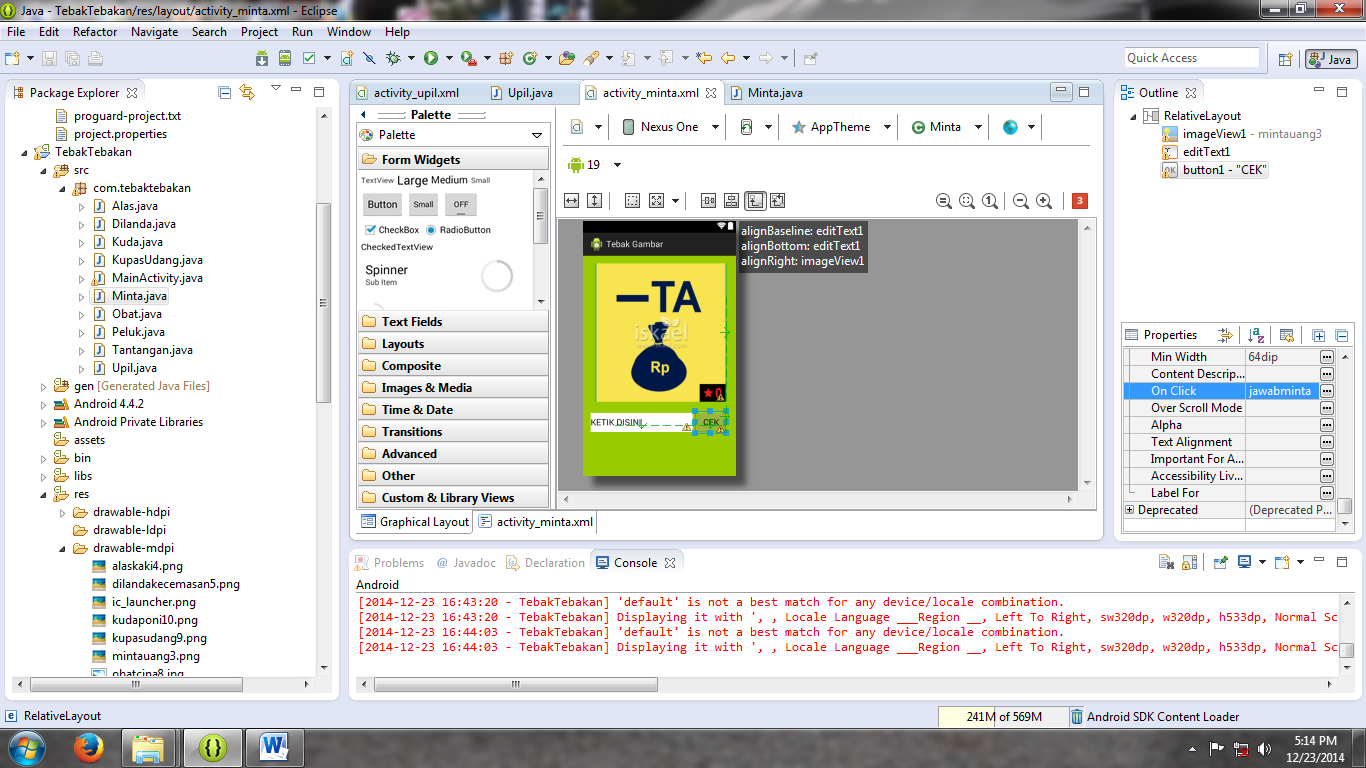 Java - TebakTebakan/res/layout/activity_minta.xml - Eclipse
File Edit Refactor Navigate Search Project Run Window Help
Quick Access
Java
Package Explorer
proguard-project.txt
project.properties
TebakTebakan
src
com.tebaktebakan
Alas.java
Dilanda.java
Kuda.java
KupasUdang.java
MainActivity.java
Minta.java
Obat.java
Peluk.java
Tantangan.java
Upil.java
gen [Generated Java Files]
Android 4.4.2
Android Private Libraries
assets
bin
libs
res
drawable-hdpi
drawable-ldpi
drawable-mdpi
alaskaki4.png
dilandakecemasan5.png
ic_launcher.png
kudaponi10.png
kupasudang9.png
mintauang3.png
obatcina8.jpg
activity_upil.xml Upil.java activity_minta.xml Minta.java
Palette
Palette
Form Widgets
TextView Large Medium Small
Button Small OFF
CheckBox RadioButton
CheckedTextView
Spinner
Sub Item
Text Fields
Layouts
Composite
Images & Media
Time & Date
Transitions
Advanced
Other
Custom & Library Views
Nexus One AppTheme Minta
19
3
Tebak Gambar
—TA
iskael
Rp
KETIK DISINI
CEK
alignBaseline: editText1
alignBottom: editText1
alignRight: imageView1
Graphical Layout activity_minta.xml
Outline
RelativeLayout
imageView1 - mintauang3
editText1
button1 - "CEK"
Properties
Min Width 64dip
Content Descrip...
On Click jawabminta
Over Scroll Mode
Alpha
Text Alignment
Important For A...
Accessibility Liv...
Label For
Deprecated (Deprecated P...
Problems Javadoc Declaration Console
Android
[2014-12-23 16:43:20 - TebakTebakan] 'default' is not a best match for any device/locale combination.
[2014-12-23 16:43:20 - TebakTebakan] Displaying it with ', , Locale Language ___Region __, Left To Right, sw320dp, w320dp, h533dp, Normal Sc
[2014-12-23 16:44:03 - TebakTebakan] 'default' is not a best match for any device/locale combination.
[2014-12-23 16:44:03 - TebakTebakan] Displaying it with ', , Locale Language ___Region __, Left To Right, sw320dp, w320dp, h533dp, Normal Sc
RelativeLayout
241M of 569M
Android SDK Content Loader
5:14 PM
12/23/2014